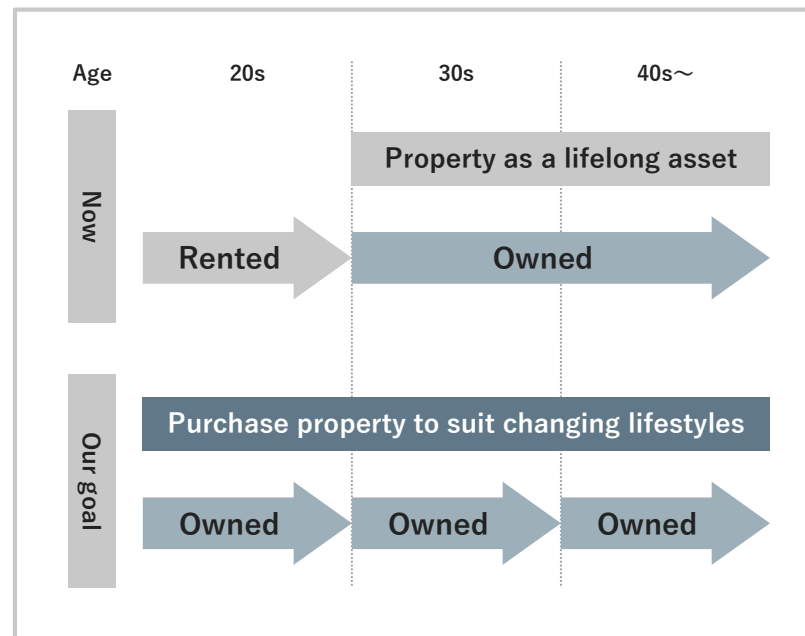 Age 20s 30s 40s～
Now
Property as a lifelong asset
Rented Owned
Our goal
Purchase property to suit changing lifestyles
Owned Owned Owned